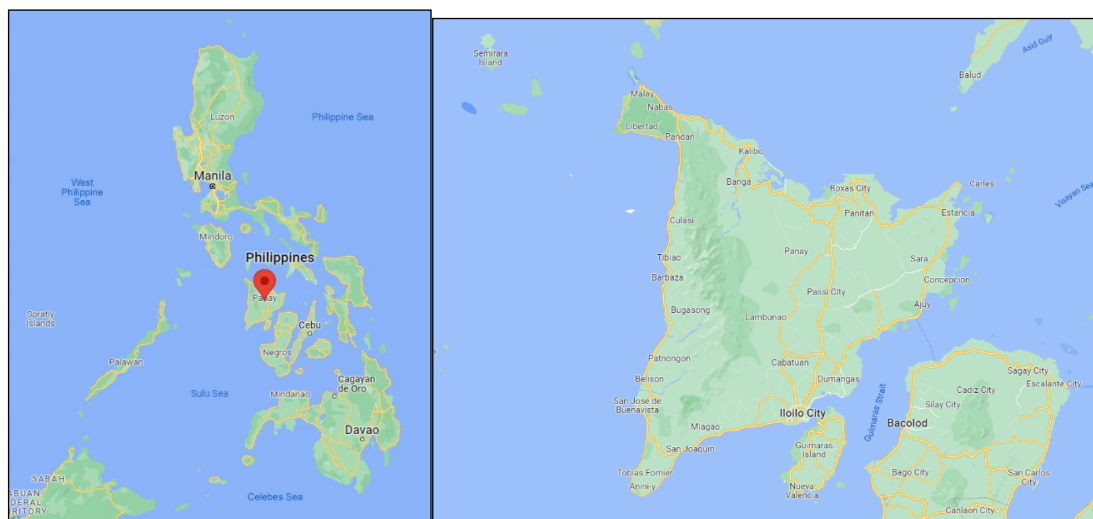 Luzon
Philippine Sea
Manila
West
Philippine
Sea
Mindoro
Philippines
Panay
Spratly
Islands
Cebu
Palawan
Negros
Sulu Sea
Mindanao
Cagayan
de Oro
Davao
SABAH
ABUAN
DERAL
RITORY
Celebes Sea
Semirara
Island
Asid Gulf
Balud
Malay
Nabas
Libertad
Pandan
Kalibo
Banga
Roxas City
Carles
Panitan
Estancia
Visayan Sea
Culasi
Panay
Tibiao
Sara
Barbaza
Concepcion
Passi City
Ajuy
Bugasong
Lambunao
Patnongon
Cabatuan
Sagay City
Belison
Dumangas
Cadiz City
Escalante City
San Jose de
Buenavista
Silay City
Iloilo City
Guimaras Strait
Bacolod
Miagao
San Joaquin
Guimaras
Island
Tobias Fornier
Bago City
San Carlos
City
Anini-y
Nueva
Valencia
Canlaon City